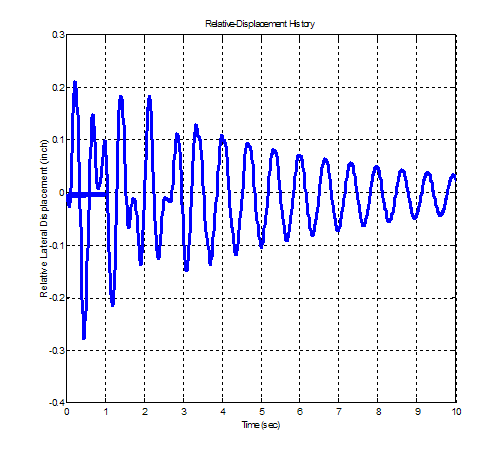 Relative-Displacement History
0.3
0.2
0.1
0
-0.1
-0.2
-0.3
-0.4
Relative Lateral Displacement (inch)
0 1 2 3 4 5 6 7 8 9 10
Time (sec)